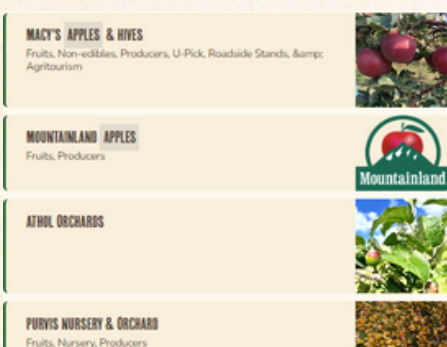 MACY'S APPLES & HIVES
Fruits, Non-edibles, Producers, U-Pick, Roadside Stands, &amp;
Agritourism
MOUNTAINLAND APPLES
Fruits, Producers
Mountainland
ATHOL ORCHARDS
PURVIS NURSERY & ORCHARD
Fruits, Nursery, Producers